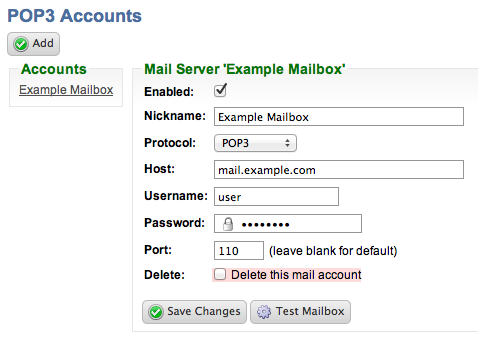 POP3 Accounts
Add
Accounts
Example Mailbox
Mail Server 'Example Mailbox'
Enabled:
Nickname: Example Mailbox
Protocol: POP3
Host: mail.example.com
Username: user
Password: ••••••••
Port: 110 (leave blank for default)
Delete: Delete this mail account
Save Changes Test Mailbox